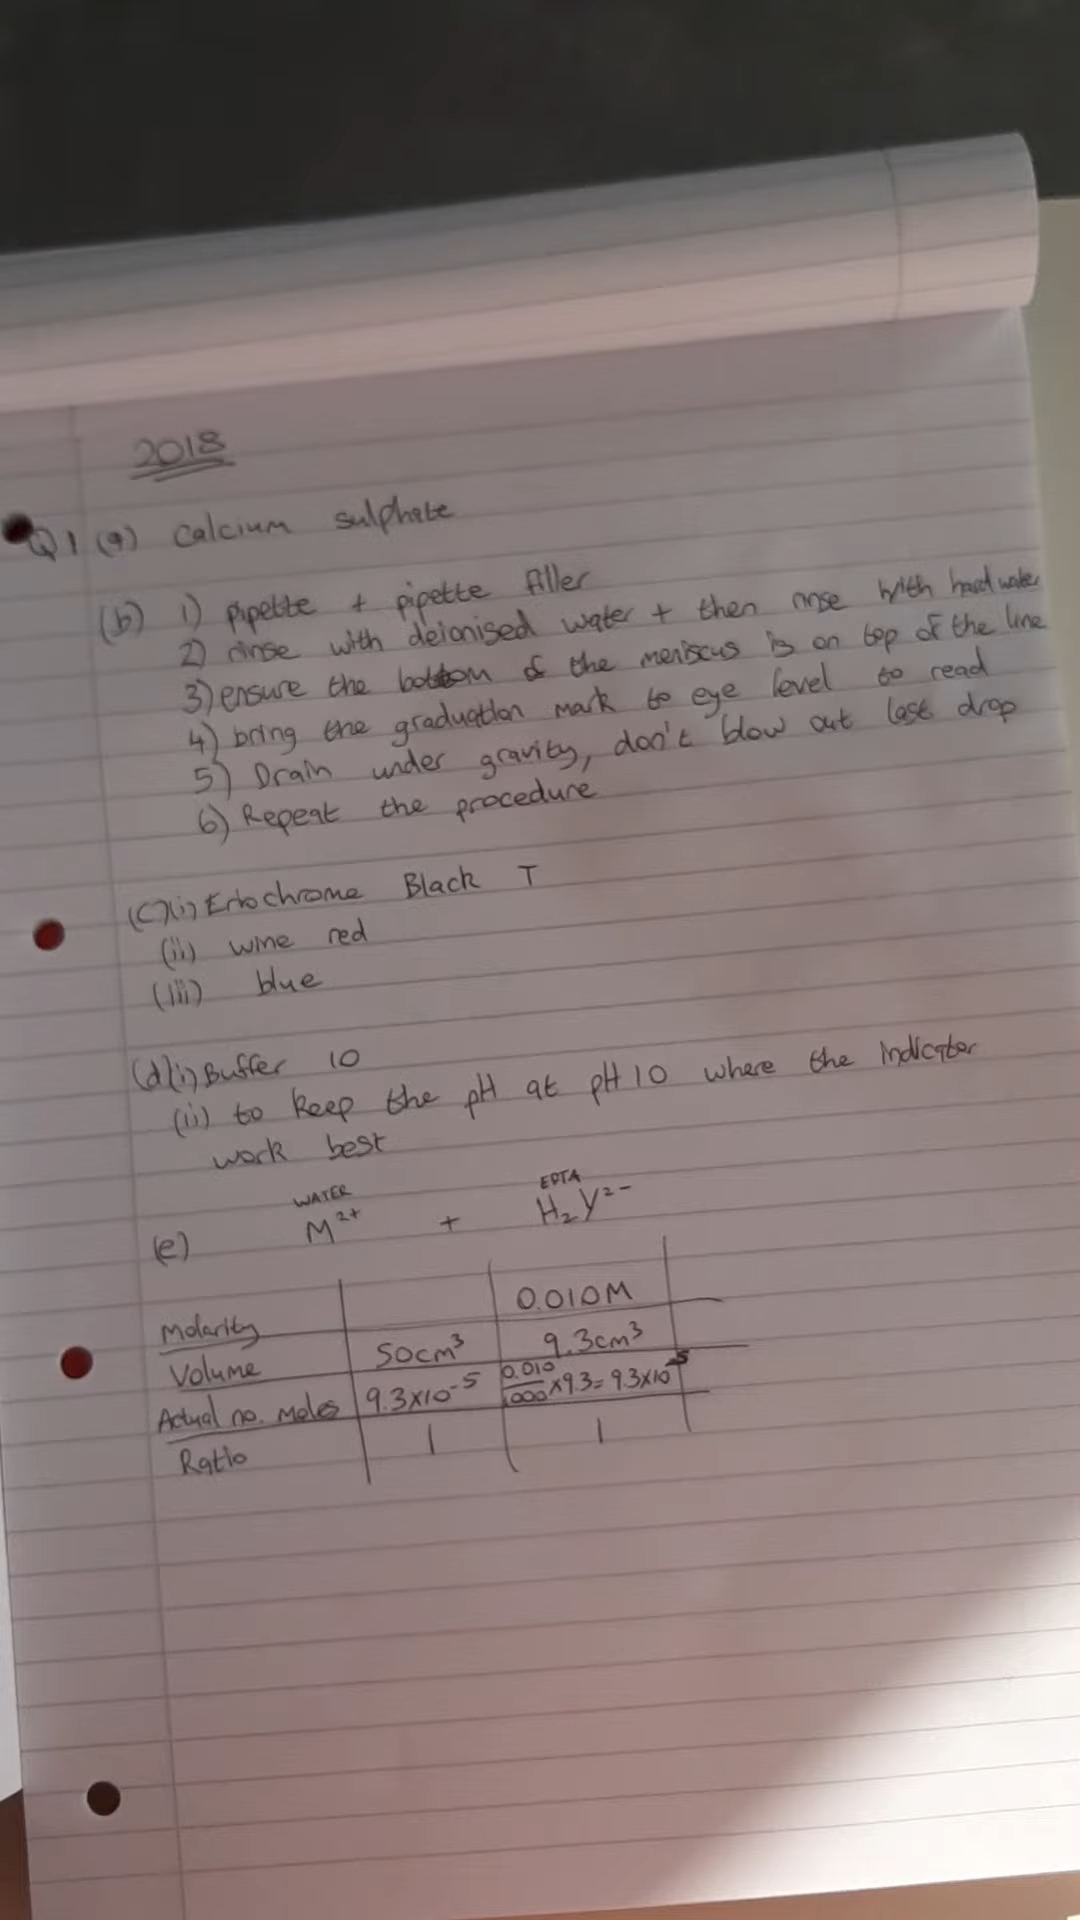 2018
Q1 (a) Calcium sulphate
(b) 1) pipette + pipette filler
2) rinse with deionised water + then rinse with hard water
3) ensure the bottom of the meniscus is on top of the line
4) bring the graduation mark to eye level to read
5) Drain under gravity, don't blow out last drop
6) Repeat the procedure
(c)(i) Eriochrome Black T
(ii) wine red
(iii) blue
(d)(i) Buffer 10
(ii) to keep the pH at pH 10 where the indicator
work best
WATER EDTA
(e) M²⁺ + H₂Y²⁻
Molarity 0.010M
Volume 50cm³ 9.3cm³
Actual no. moles 9.3x10⁻⁵ 0.010/1000 x9.3= 9.3x10⁻⁵
Ratio 1 1